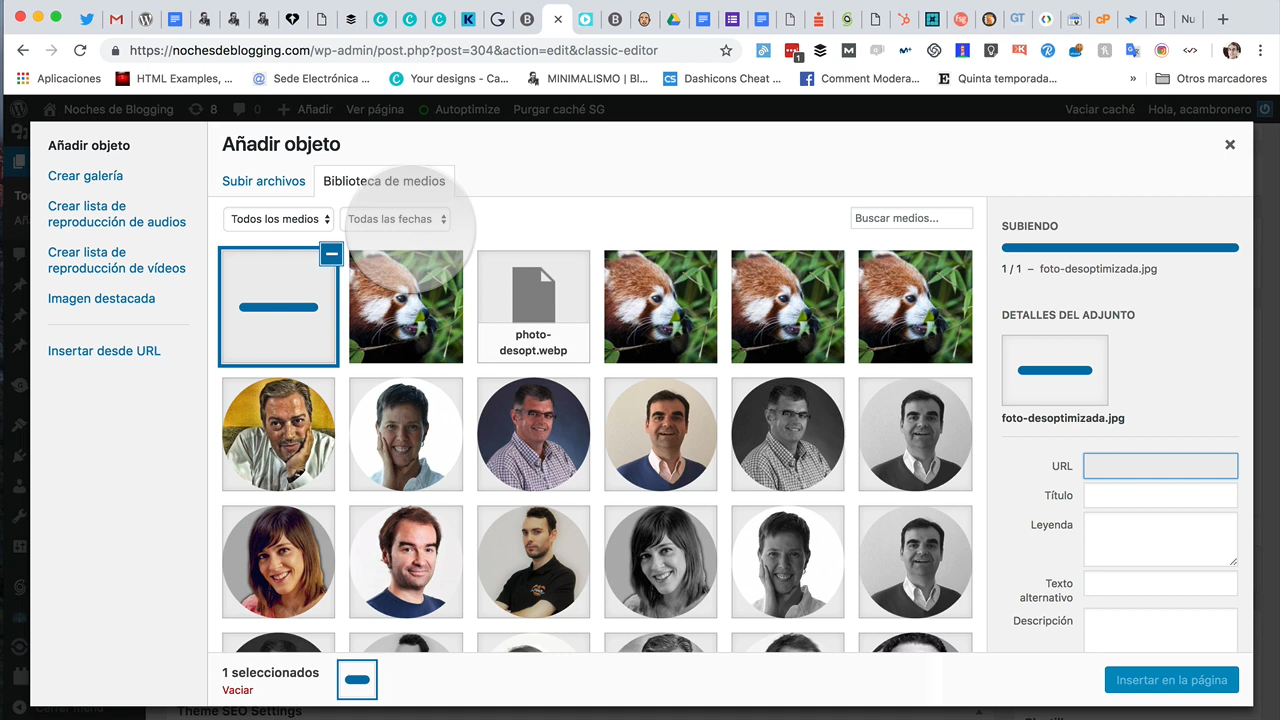 Nu
https://nochesdeblogging.com/wp-admin/post.php?post=304&action=edit&classic-editor
1
Aplicaciones
HTML Examples, ...
Sede Electrónica ...
Your designs - Ca...
MINIMALISMO | Bl...
Dashicons Cheat ...
Comment Modera...
Quinta temporada...
»
Otros marcadores
Noches de Blogging
8
0
Añadir
Ver página
Autoptimize
Purgar caché SG
Vaciar caché
Hola, acambronero
Añadir objeto
Crear galería
Crear lista de
reproducción de audios
Crear lista de
reproducción de vídeos
Imagen destacada
Insertar desde URL
Añadir objeto
Subir archivos
Biblioteca de medios
Todos los medios
Todas las fechas
Buscar medios...
photo-
desopt.webp
SUBIENDO
1 / 1 – foto-desoptimizada.jpg
DETALLES DEL ADJUNTO
foto-desoptimizada.jpg
URL
Título
Leyenda
Texto
alternativo
Descripción
1 seleccionados
Vaciar
Insertar en la página
Cerrar menú
Theme SEO Settings